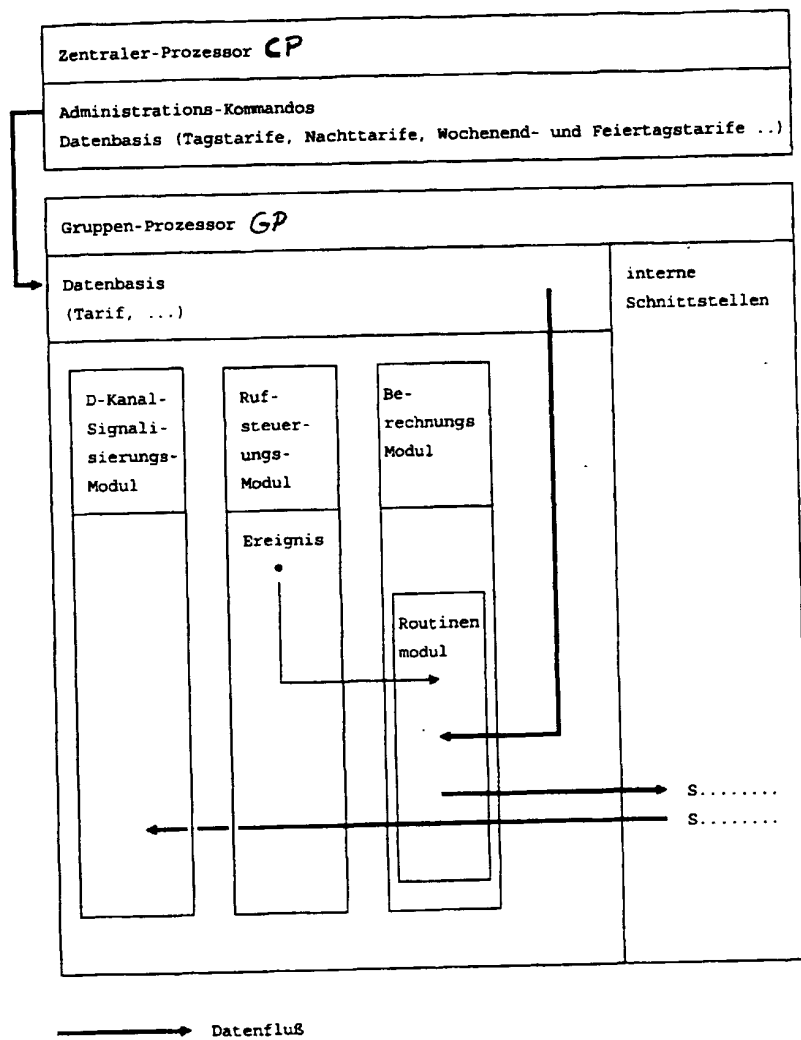 Zentraler-Prozessor CP
Administrations-Kommandos
Datenbasis (Tagstarife, Nachttarife, Wochenend- und Feiertagstarife ..)
Gruppen-Prozessor GP
Datenbasis
(Tarif, ...)
interne
Schnittstellen
D-Kanal-
Signali-
sierungs-
Modul
Ruf-
steuer-
ungs-
Modul
Be-
rechnungs
Modul
Ereignis
Routinen
modul
S........
S........
Datenfluß